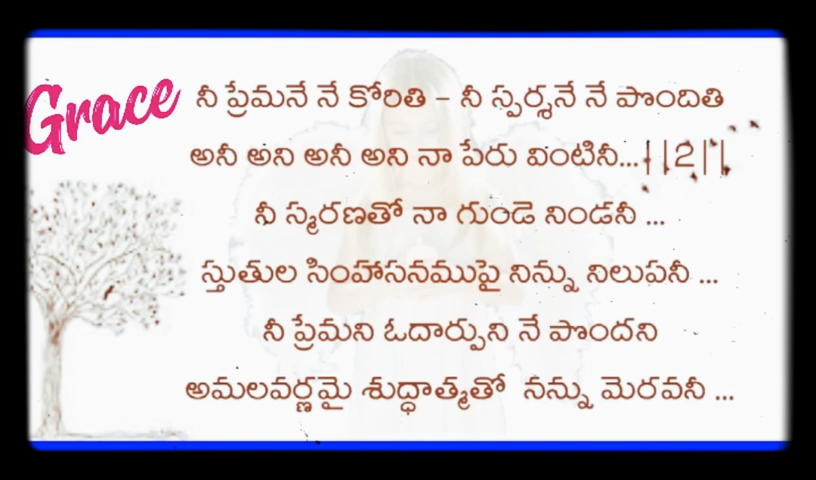 Grace
నీ ప్రేమనే నే కోరితి - నీ స్పర్శనే నే పొందితి
అనీ అని అనీ అని నా పేరు వింటినీ...||2||
నీ స్మరణతో నా గుండె నిండనీ ...
స్తుతుల సింహాసనముపై నిన్ను నిలుపనీ ...
నీ ప్రేమని ఓదార్పుని నే పొందని
అమలవర్ణమై శుద్ధాత్మతో నన్ను మెరవనీ ...